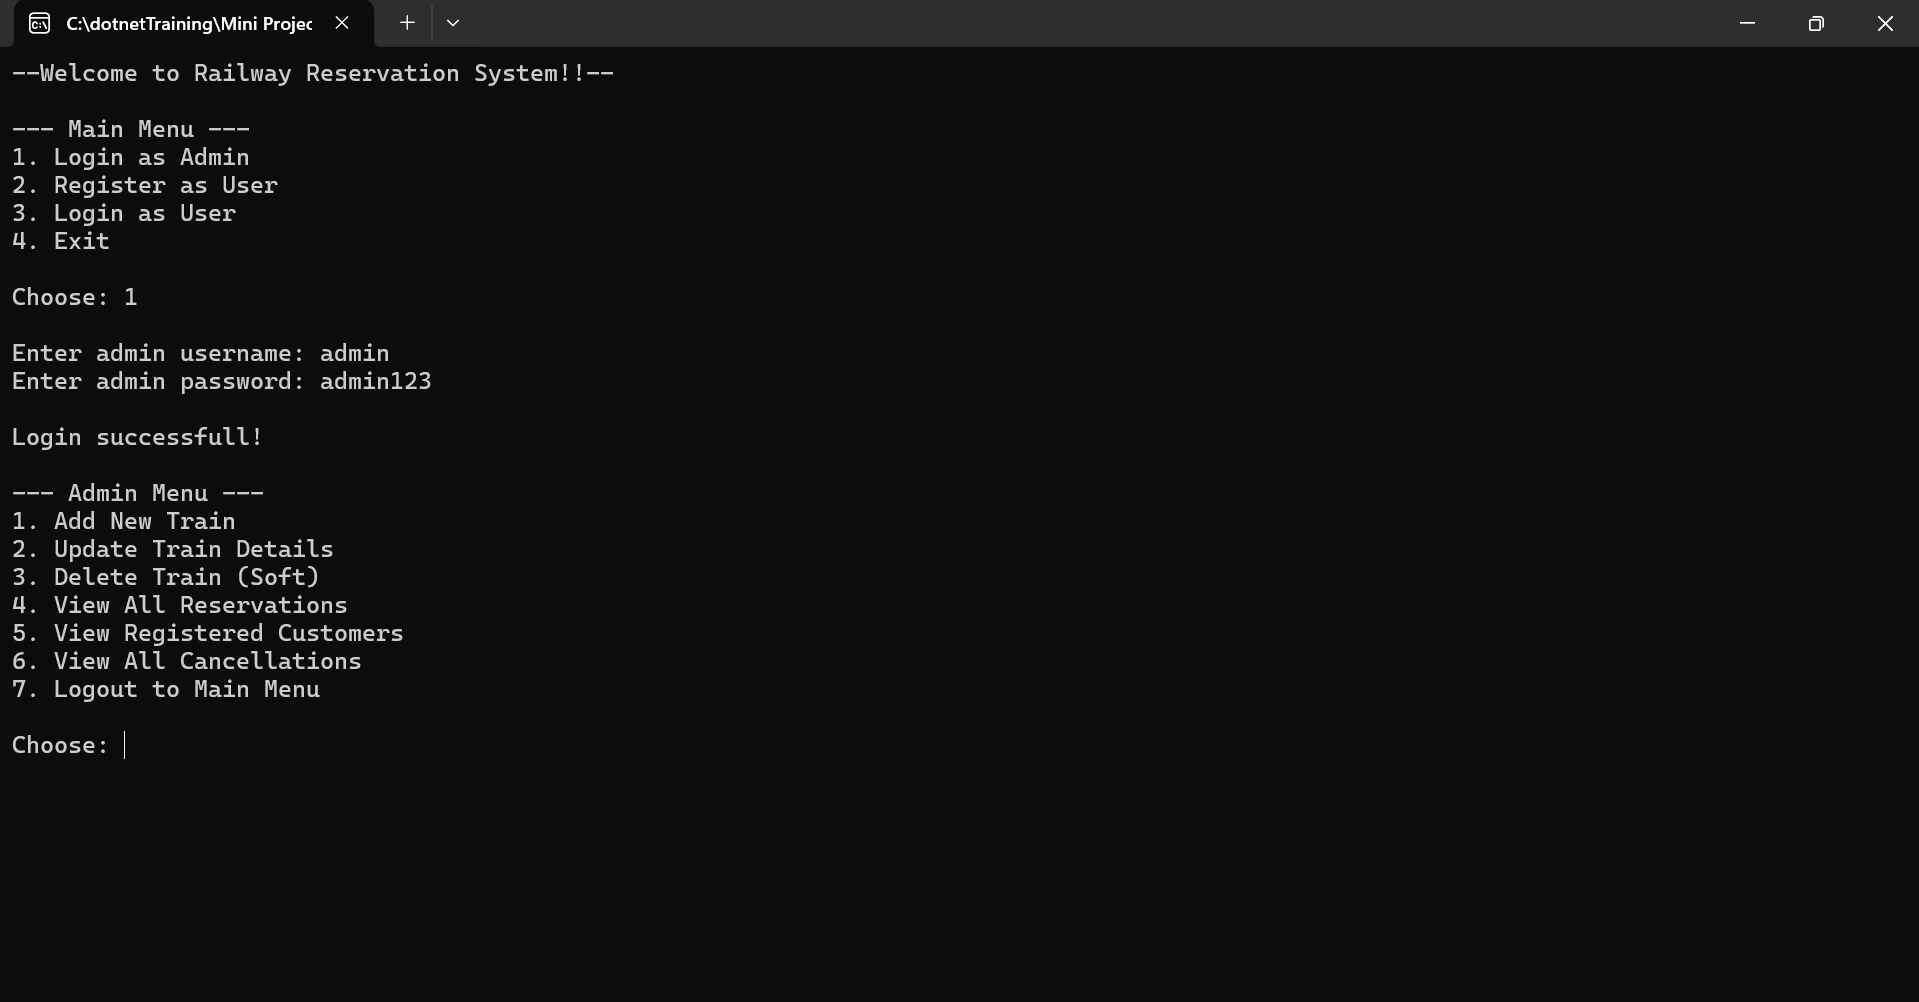 C:\dotnetTraining\Mini Projec
--Welcome to Railway Reservation System!!--
--- Main Menu ---
1. Login as Admin
2. Register as User
3. Login as User
4. Exit
Choose: 1
Enter admin username: admin
Enter admin password: admin123
Login successfull!
--- Admin Menu ---
1. Add New Train
2. Update Train Details
3. Delete Train (Soft)
4. View All Reservations
5. View Registered Customers
6. View All Cancellations
7. Logout to Main Menu
Choose: